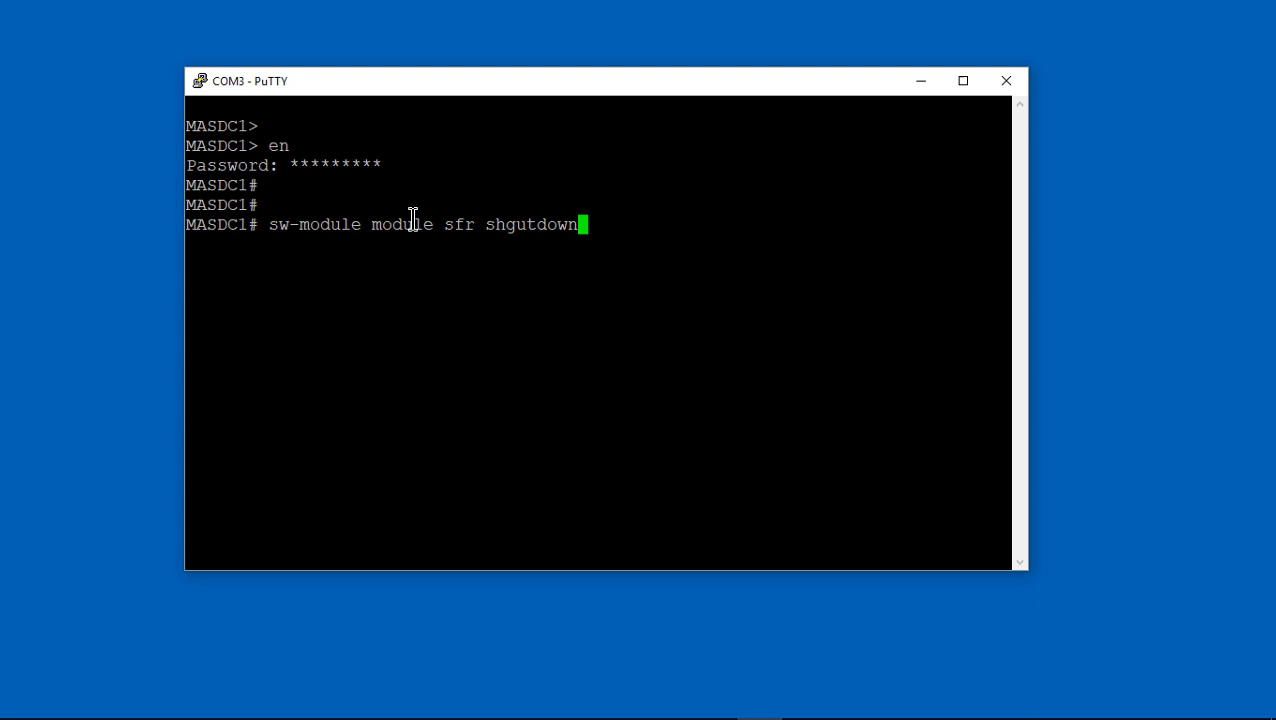 COM3 - PuTTY
MASDC1>
MASDC1> en
Password: *********
MASDC1#
MASDC1#
MASDC1# sw-module module sfr shgutdown